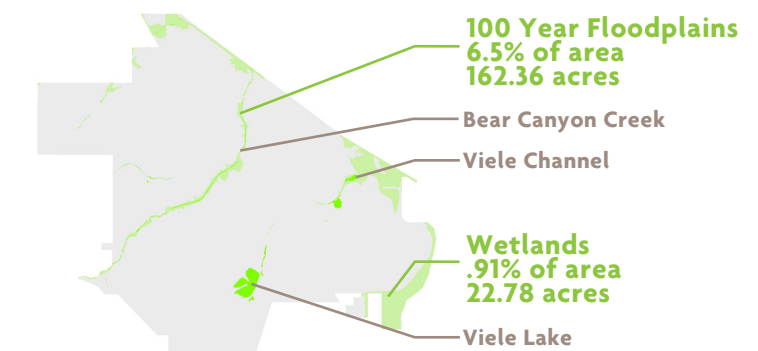 100 Year Floodplains
6.5% of area
162.36 acres
Bear Canyon Creek
Viele Channel
Wetlands
.91% of area
22.78 acres
Viele Lake